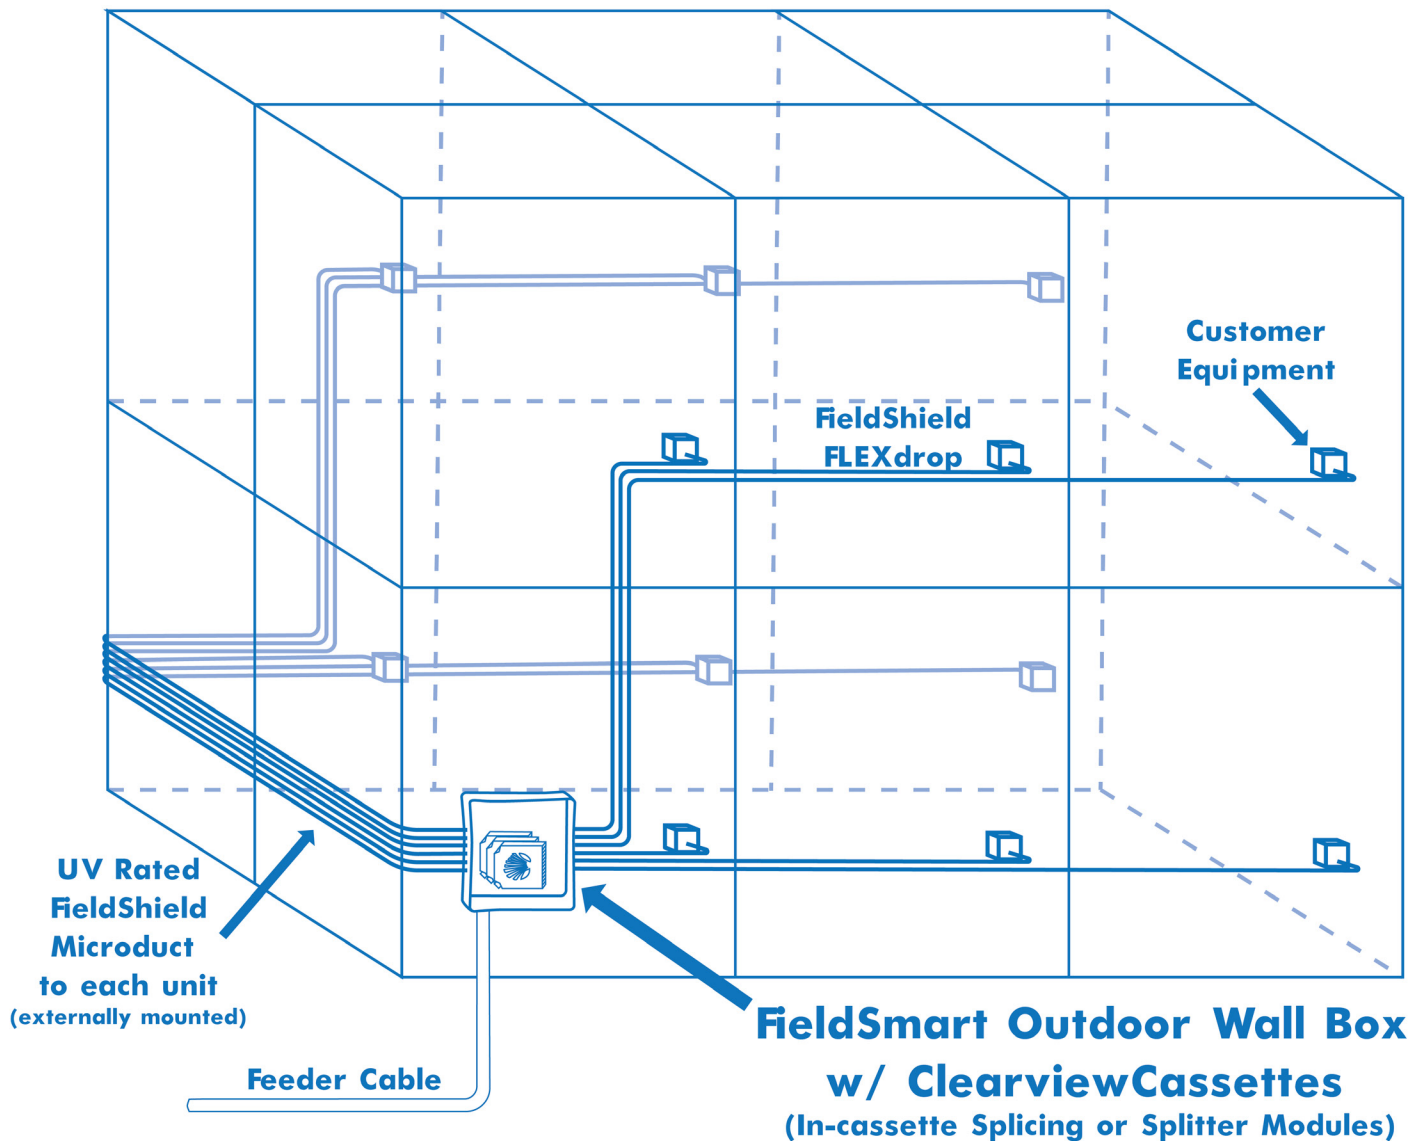 Customer
Equipment
FieldShield
FLEXdrop
UV Rated
FieldShield
Microduct
to each unit
(externally mounted)
FieldSmart Outdoor Wall Box
w/ ClearviewCassettes
(In-cassette Splicing or Splitter Modules)
Feeder Cable